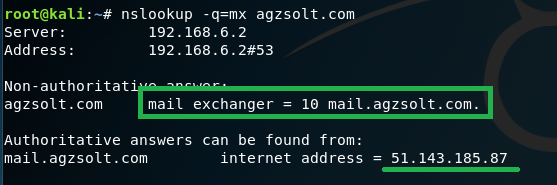 root@kali:~# nslookup -q=mx agzsolt.com
Server:         192.168.6.2
Address:        192.168.6.2#53
Non-authoritative answer:
agzsolt.com     mail exchanger = 10 mail.agzsolt.com.
Authoritative answers can be found from:
mail.agzsolt.com        internet address = 51.143.185.87